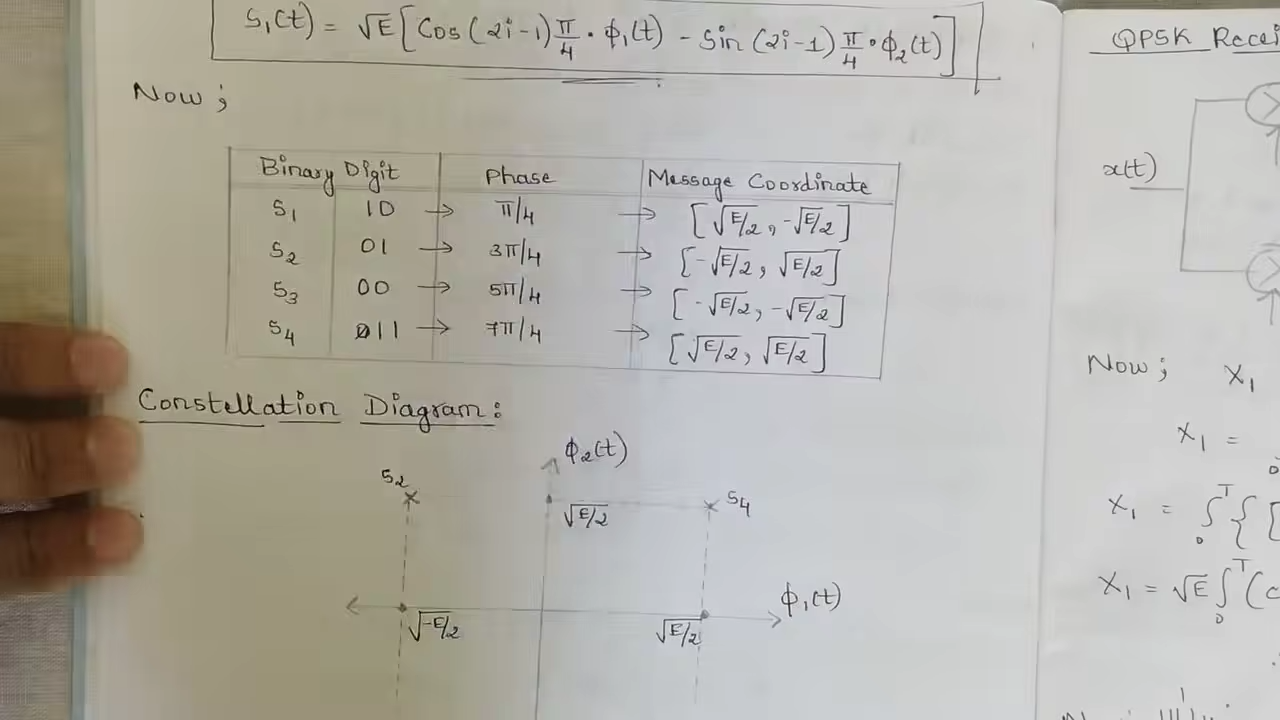 S₁(t) = √E [Cos (2i-1) π/4 · ϕ₁(t) - Sin (2i-1) π/4 · ϕ₂(t)]
Now ;
Binary Digit Phase Message Coordinate
S₁ 10 → π/4 → [√E/2, -√E/2]
S₂ 01 → 3π/4 → [-√E/2, √E/2]
S₃ 00 → 5π/4 → [-√E/2, -√E/2]
S₄ 11 → 7π/4 → [√E/2, √E/2]
Constellation Diagram:
ϕ₂(t)
S₂
S₄
√E/2
ϕ₁(t)
√-E/2
√E/2
QPSK
x(t)
Now ; X₁
X₁ =
X₁ = ∫₀ᵀ { [
X₁ = √E ∫₀ᵀ (